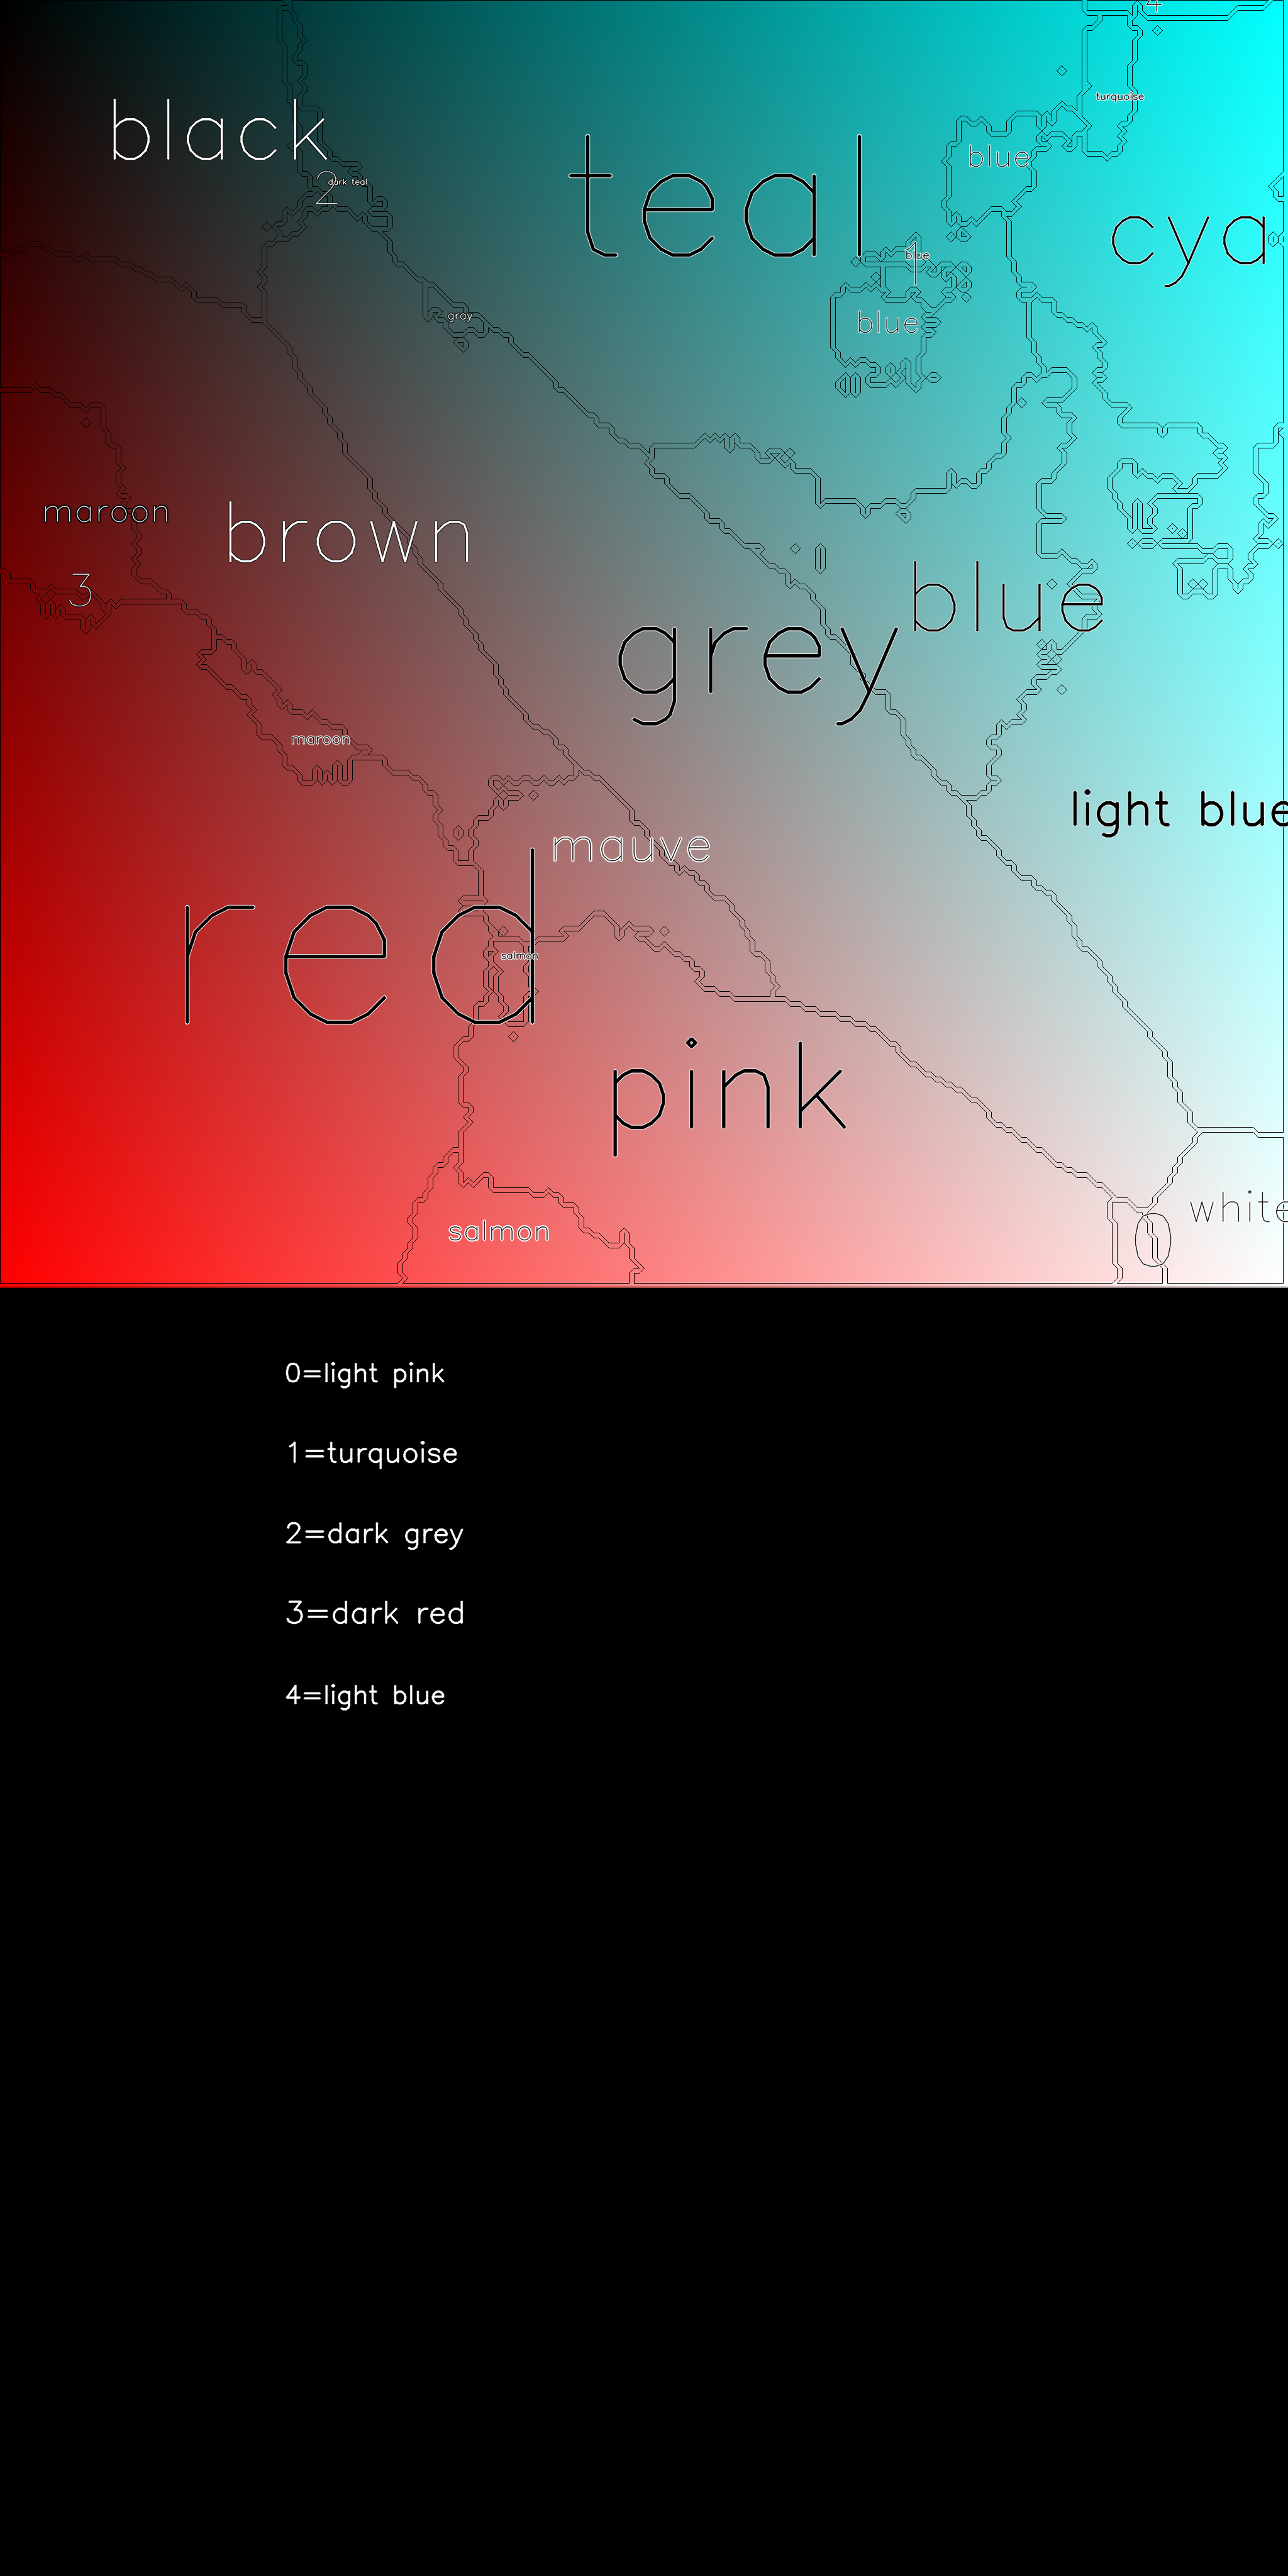 4
turquoise
black
blue
teal
2
dark teal
cya
1
blue
gray
blue
maroon
brown
3
blue
grey
maroon
light blue
mauve
red
salmon
pink
white
salmon
0
0=light pink
1=turquoise
2=dark grey
3=dark red
4=light blue